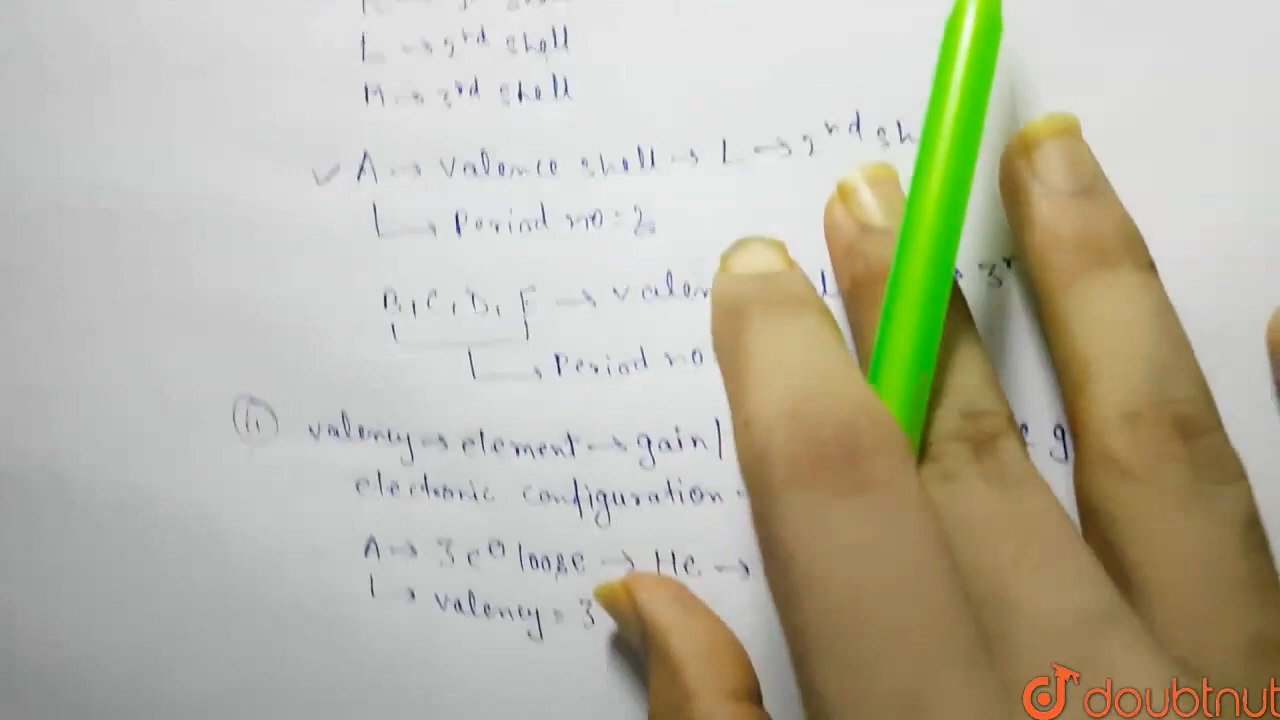 L → 2nd shell
M → 3rd shell
A → valence shell → L → 2nd sh
Period no = 2
B, C, D, E → valen 3r
Period no
(ii) valency → element → gain/ g
electronic configuration
A → 3 e⊖ loose → He →
valency = 3
doubtnut